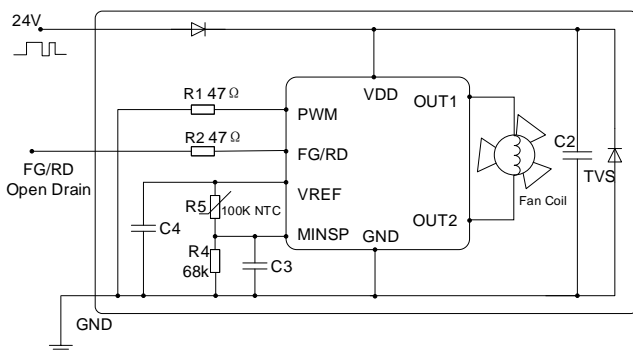 24V
R1 47Ω
PWM
VDD
OUT1
R2 47Ω
FG/RD
FG/RD
Open Drain
C2
TVS
Fan Coil
VREF
R5
100K NTC
C4
MINSP
OUT2
R4
68k
C3
GND
GND